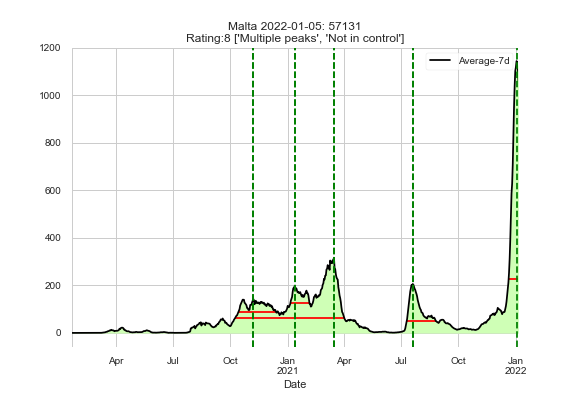 Malta 2022-01-05: 57131
Rating:8 ['Multiple peaks', 'Not in control']
Average-7d
1200
1000
800
600
400
200
0
Apr Jul Oct Jan Apr Jul Oct Jan
2021 2022
Date